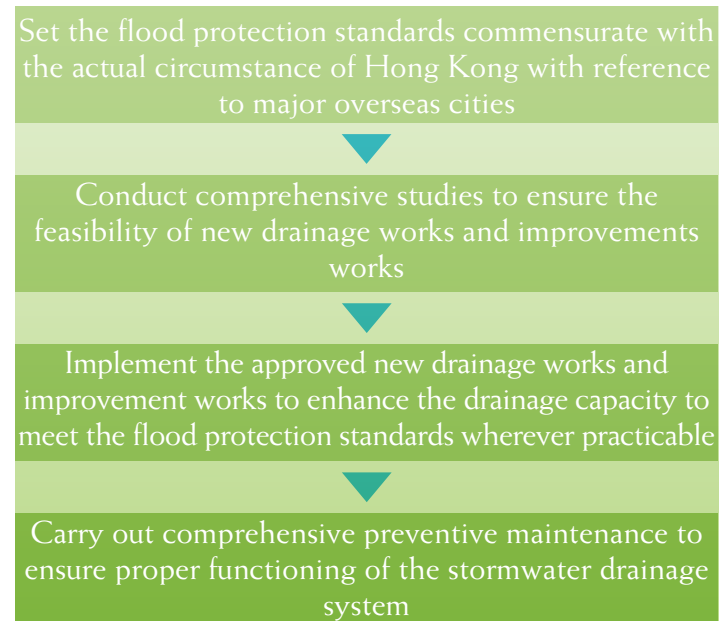 Set the flood protection standards commensurate with
the actual circumstance of Hong Kong with reference
to major overseas cities
Conduct comprehensive studies to ensure the
feasibility of new drainage works and improvements
works
Implement the approved new drainage works and
improvement works to enhance the drainage capacity to
meet the flood protection standards wherever practicable
Carry out comprehensive preventive maintenance to
ensure proper functioning of the stormwater drainage
system